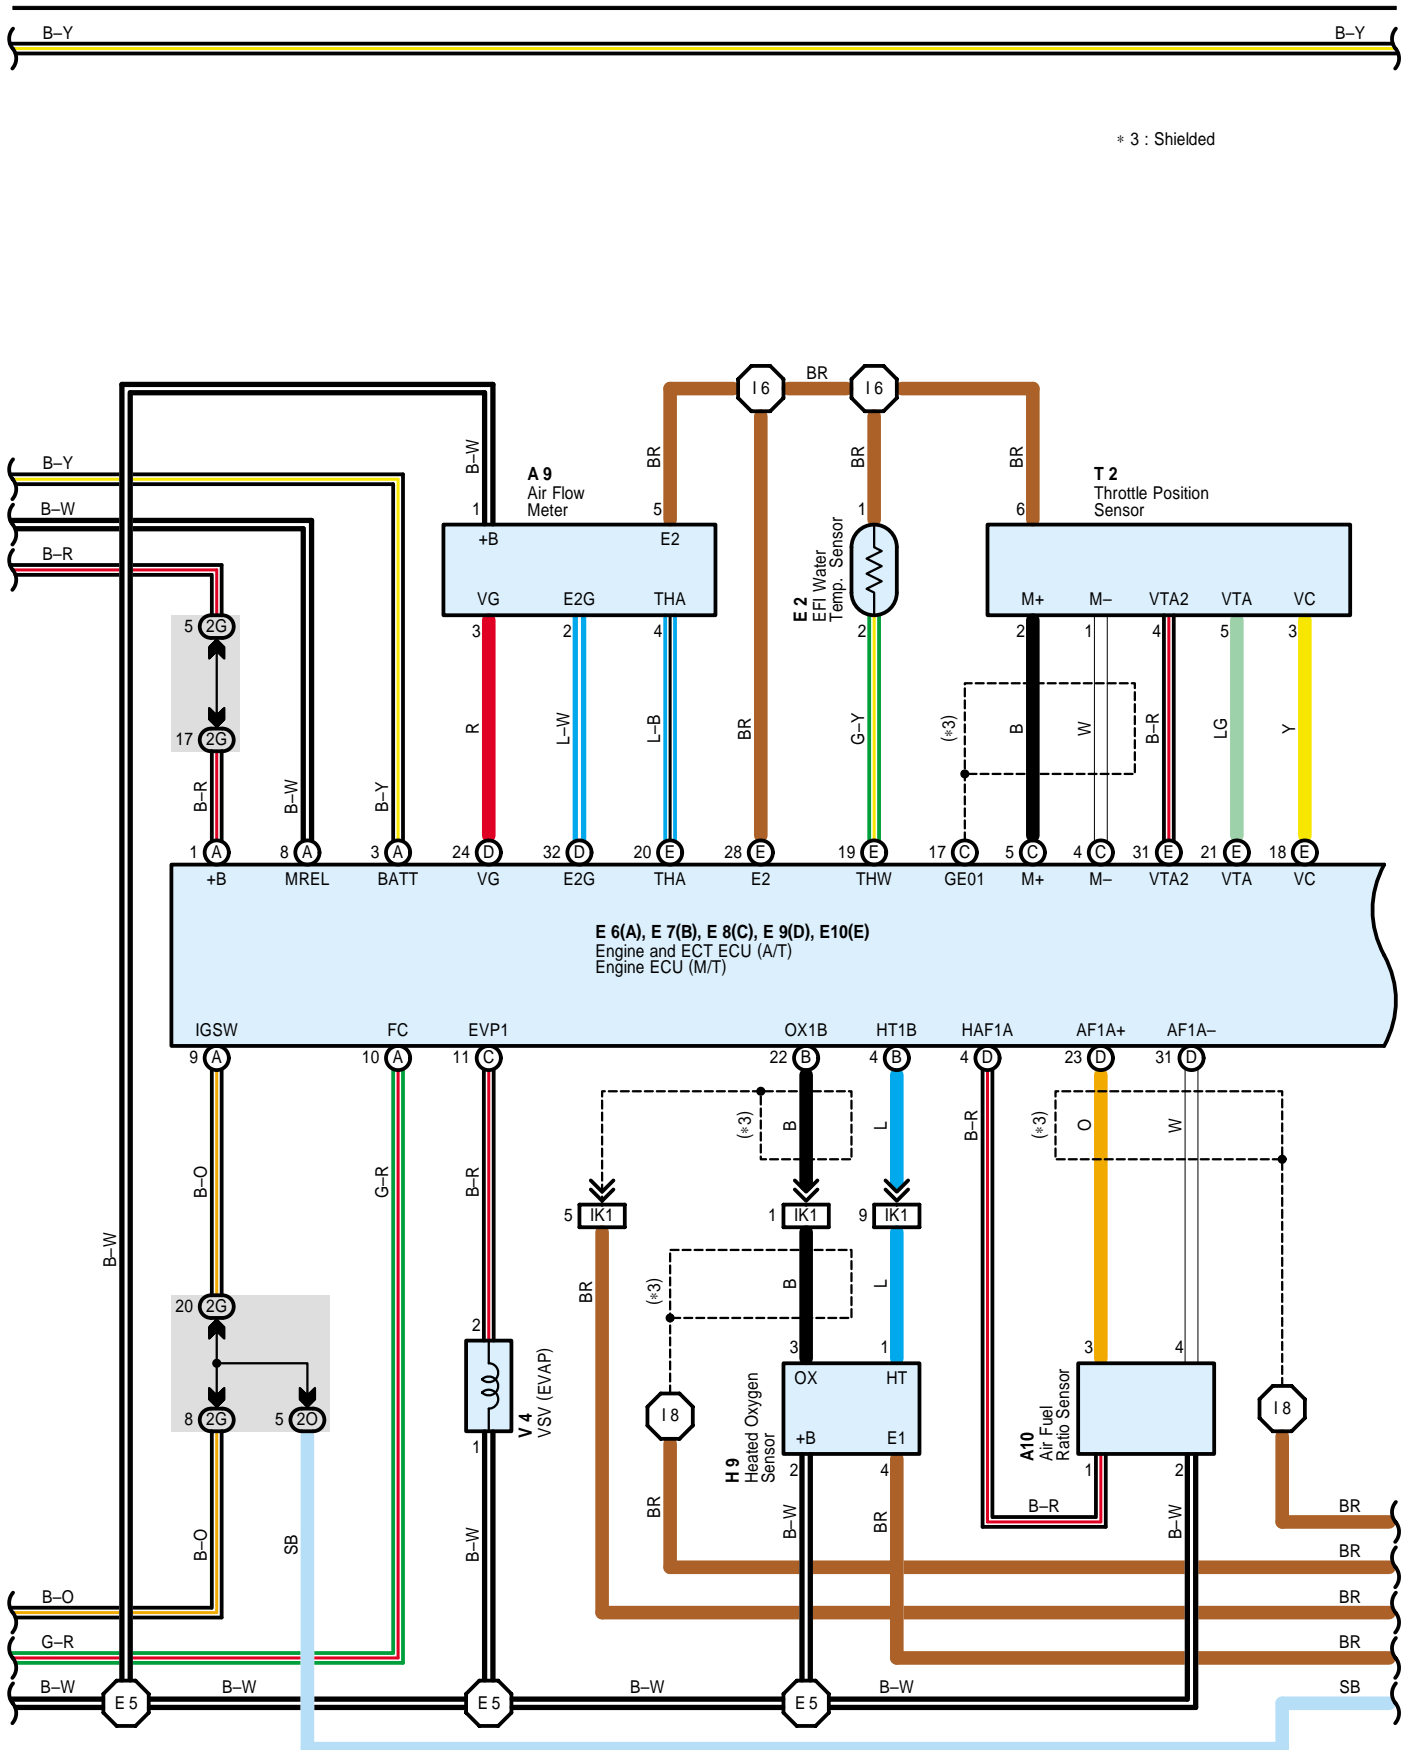 B–Y B–Y
∗ 3 : Shielded
I 6 BR I 6
B–Y
B–W
B–R
B–W BR BR BR
A 9
Air Flow
Meter
T 2
Throttle Position
Sensor
1 5 1 6
+B E2
VG E2G THA
E 2
EFI Water
Temp. Sensor
M+ M– VTA2 VTA VC
5 2G
3 2 4 2 2 1 4 5 3
17 2G
R L–W L–B BR G–Y (∗3) B W B–R LG Y
B–R B–W B–Y
1 A 8 A 3 A 24 D 32 D 20 E 28 E 19 E 17 C 5 C 4 C 31 E 21 E 18 E
+B MREL BATT VG E2G THA E2 THW GE01 M+ M– VTA2 VTA VC
E 6(A), E 7(B), E 8(C), E 9(D), E10(E)
Engine and ECT ECU (A/T)
Engine ECU (M/T)
IGSW FC EVP1 OX1B HT1B HAF1A AF1A+ AF1A–
9 A 10 A 11 C 22 B 4 B 4 D 23 D 31 D
(∗3) B L B–R (∗3) O W
B–O G–R B–R
5 IK1 1 IK1 9 IK1
B–W
BR (∗3) B L
20 2G
2
3 1 3 4
OX HT
8 2G 5 2O
V 4
VSV (EVAP)
I 8 I 8
+B E1
H 9
Heated Oxygen
Sensor
A10
Air Fuel
Ratio Sensor
1 2 4 1 2
B–R
BR
B–O SB B–W BR B–W BR B–W
BR
B–O BR
G–R BR
B–W B–W B–W B–W SB
E 5 E 5 E 5